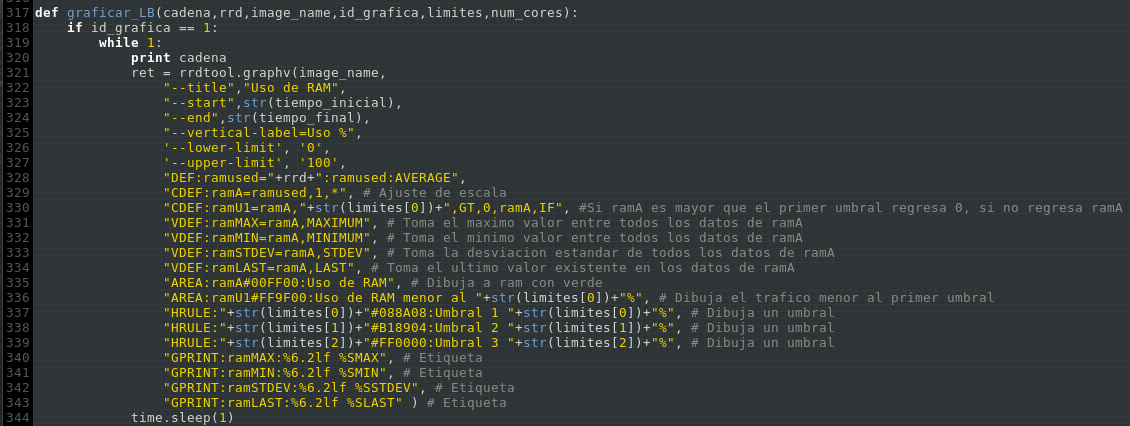 317 def graficar_LB(cadena,rrd,image_name,id_grafica,limites,num_cores):
318     if id_grafica == 1:
319         while 1:
320             print cadena
321             ret = rrdtool.graphv(image_name,
322                 "--title","Uso de RAM",
323                 "--start",str(tiempo_inicial),
324                 "--end",str(tiempo_final),
325                 "--vertical-label=Uso %",
326                 '--lower-limit', '0',
327                 '--upper-limit', '100',
328                 "DEF:ramused="+rrd+":ramused:AVERAGE",
329                 "CDEF:ramA=ramused,1,*", # Ajuste de escala
330                 "CDEF:ramU1=ramA,"+str(limites[0])+",GT,0,ramA,IF", #Si ramA es mayor que el primer umbral regresa 0, si no regresa ramA
331                 "VDEF:ramMAX=ramA,MAXIMUM", # Toma el maximo valor entre todos los datos de ramA
332                 "VDEF:ramMIN=ramA,MINIMUM", # Toma el minimo valor entre todos los datos de ramA
333                 "VDEF:ramSTDEV=ramA,STDEV", # Toma la desviacion estandar de todos los datos de ramA
334                 "VDEF:ramLAST=ramA,LAST", # Toma el ultimo valor existente en los datos de ramA
335                 "AREA:ramA#00FF00:Uso de RAM", # Dibuja a ram con verde
336                 "AREA:ramU1#FF9F00:Uso de RAM menor al "+str(limites[0])+"%", # Dibuja el trafico menor al primer umbral
337                 "HRULE:"+str(limites[0])+"#088A08:Umbral 1 "+str(limites[0])+"%", # Dibuja un umbral
338                 "HRULE:"+str(limites[1])+"#B18904:Umbral 2 "+str(limites[1])+"%", # Dibuja un umbral
339                 "HRULE:"+str(limites[2])+"#FF0000:Umbral 3 "+str(limites[2])+"%", # Dibuja un umbral
340                 "GPRINT:ramMAX:%6.2lf %SMAX", # Etiqueta
341                 "GPRINT:ramMIN:%6.2lf %SMIN", # Etiqueta
342                 "GPRINT:ramSTDEV:%6.2lf %SSTDEV", # Etiqueta
343                 "GPRINT:ramLAST:%6.2lf %SLAST" ) # Etiqueta
344             time.sleep(1)